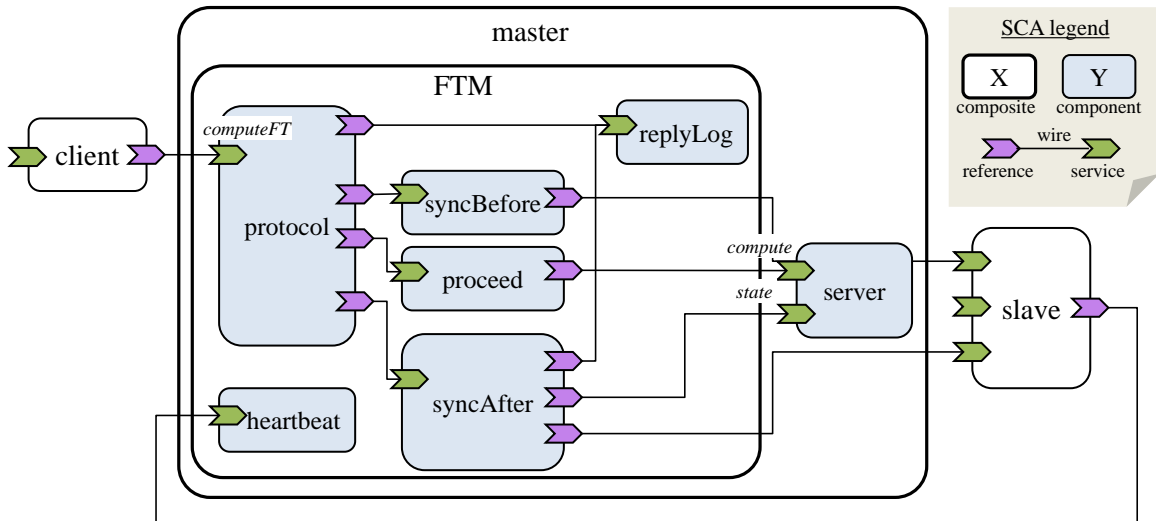 master
SCA legend
X
Y
composite
component
wire
reference
service
FTM
computeFT
replyLog
client
syncBefore
protocol
compute
proceed
server
state
slave
syncAfter
heartbeat